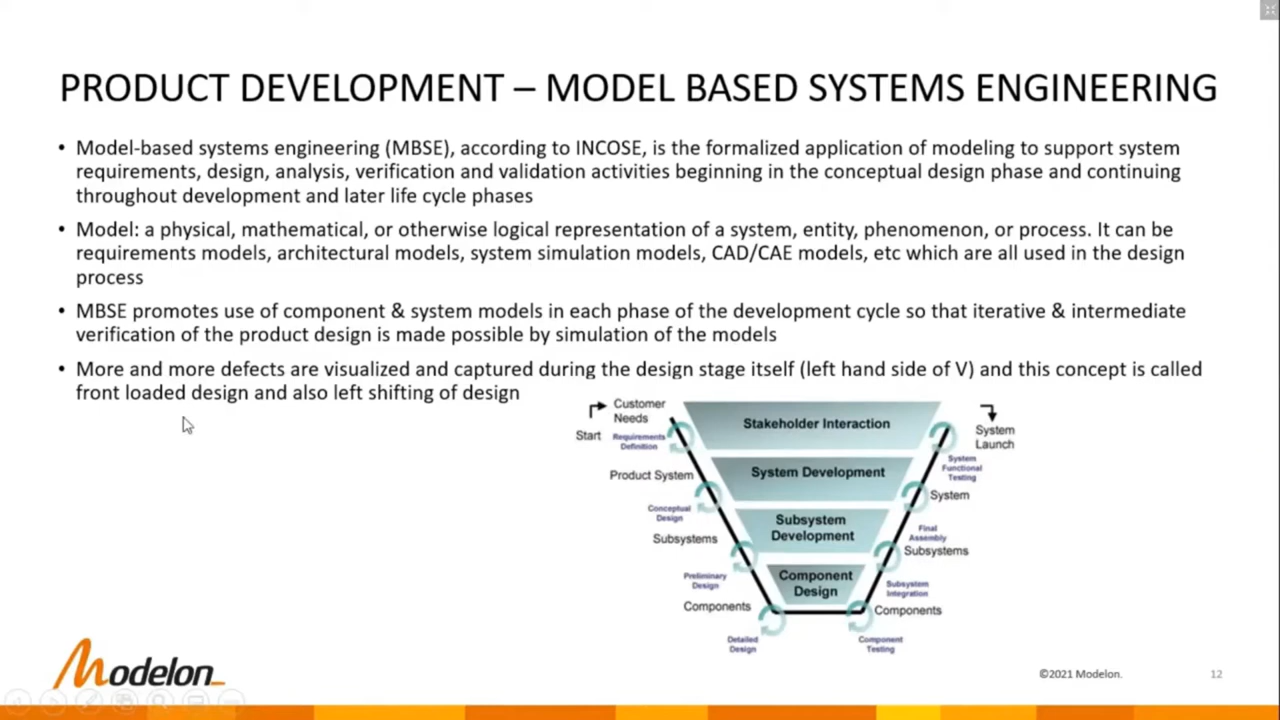 PRODUCT DEVELOPMENT – MODEL BASED SYSTEMS ENGINEERING
• Model-based systems engineering (MBSE), according to INCOSE, is the formalized application of modeling to support system
requirements, design, analysis, verification and validation activities beginning in the conceptual design phase and continuing
throughout development and later life cycle phases
• Model: a physical, mathematical, or otherwise logical representation of a system, entity, phenomenon, or process. It can be
requirements models, architectural models, system simulation models, CAD/CAE models, etc which are all used in the design
process
• MBSE promotes use of component & system models in each phase of the development cycle so that iterative & intermediate
verification of the product design is made possible by simulation of the models
• More and more defects are visualized and captured during the design stage itself (left hand side of V) and this concept is called
front loaded design and also left shifting of design
Customer
Needs
Start
Requirements
Definition
Product System
Conceptual
Design
Subsystems
Preliminary
Design
Components
Detailed
Design
Stakeholder Interaction
System Development
Subsystem
Development
Component
Design
System
Launch
System
Functional
Testing
System
Final
Assembly
Subsystems
Subsystem
Integration
Components
Component
Testing
Modelon
©2021 Modelon.
12